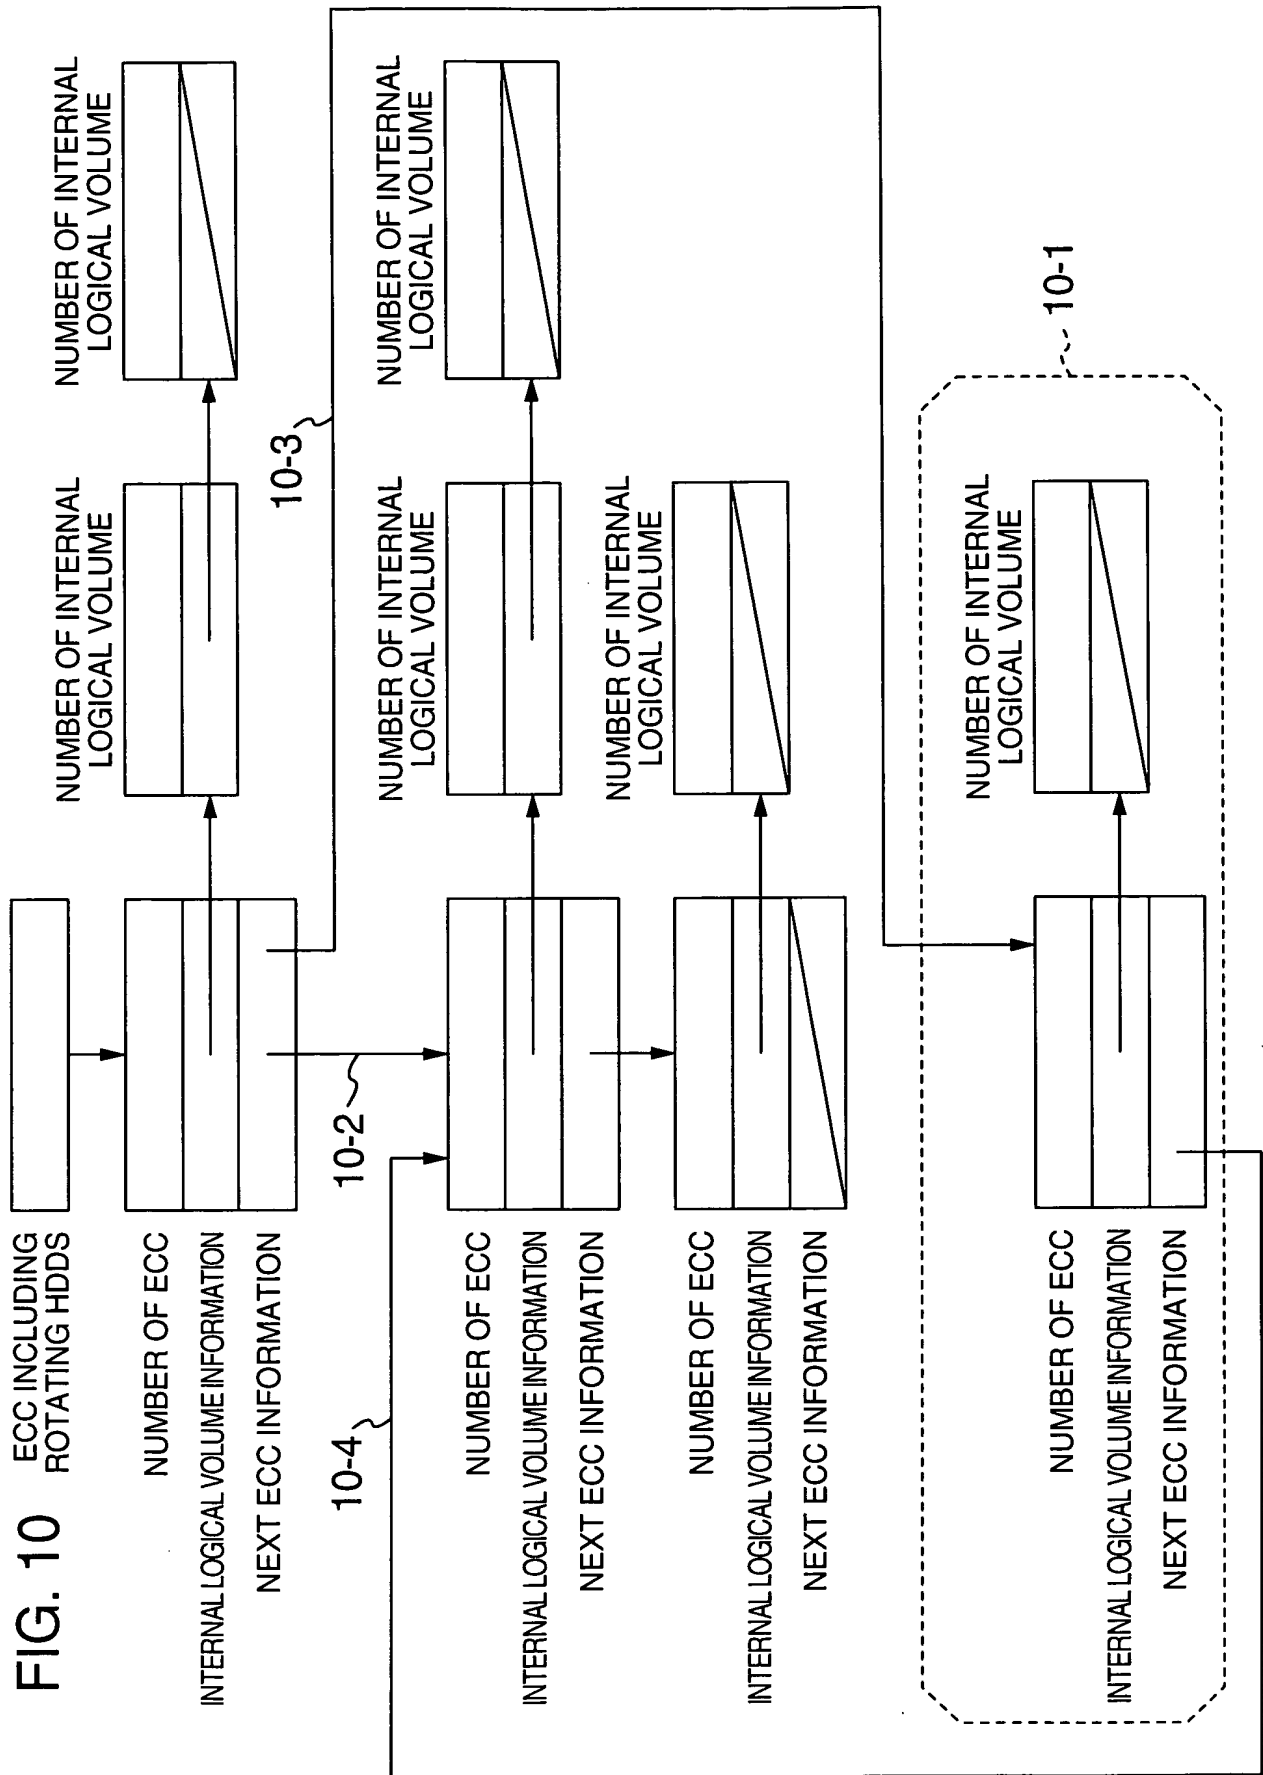 FIG. 10
ECC INCLUDING
ROTATING HDDS
NUMBER OF ECC
INTERNAL LOGICAL VOLUME INFORMATION
NEXT ECC INFORMATION
NUMBER OF INTERNAL
LOGICAL VOLUME
NUMBER OF INTERNAL
LOGICAL VOLUME
10-3
10-2
10-4
NUMBER OF ECC
INTERNAL LOGICAL VOLUME INFORMATION
NEXT ECC INFORMATION
NUMBER OF INTERNAL
LOGICAL VOLUME
NUMBER OF INTERNAL
LOGICAL VOLUME
NUMBER OF ECC
INTERNAL LOGICAL VOLUME INFORMATION
NEXT ECC INFORMATION
NUMBER OF INTERNAL
LOGICAL VOLUME
10-1
NUMBER OF ECC
INTERNAL LOGICAL VOLUME INFORMATION
NEXT ECC INFORMATION
NUMBER OF INTERNAL
LOGICAL VOLUME